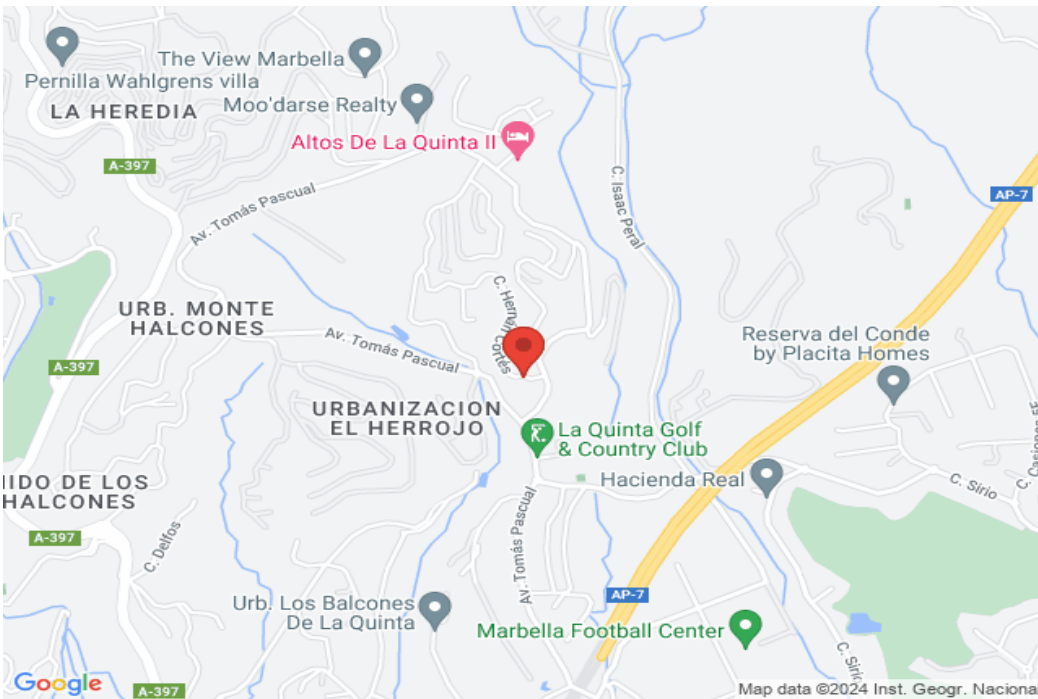 The View Marbella
Pernilla Wahlgrens villa
Moo'darse Realty
LA HEREDIA
Altos De La Quinta II
A-397
AP-7
Av. Tomás Pascual
C. Isaac Peral
URB. MONTE
HALCONES
Av. Tomás Pascual
Reserva del Conde
by Placita Homes
A-397
URBANIZACION
EL HERROJO
La Quinta Golf
& Country Club
Hacienda Real
C. Sirio
NIDO DE LOS
HALCONES
A-397
C. Delfos
Av. Tomás Pascual
AP-7
Urb. Los Balcones
De La Quinta
Marbella Football Center
Google
A-397
Map data ©2024 Inst. Geogr. Naciona